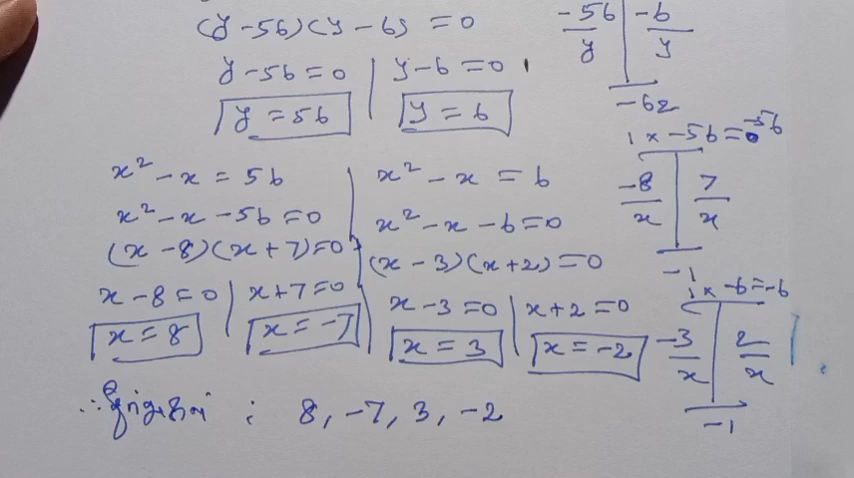 (y-56)(y-6) = 0
y-56=0 | y-6=0
y=56 | y=6
x² - x = 56 | x² - x = 6
x² - x - 56 = 0 | x² - x - 6 = 0
(x-8)(x+7)=0 | (x-3)(x+2)=0
x-8=0 | x+7=0 | x-3=0 | x+2=0
x=8 | x=-7 | x=3 | x=-2
∴ : 8, -7, 3, -2
-56/y | -6/y
-62
1 x -56 = -56
-8/x | 7/x
-1
1 x -6 = -6
-3/x | 2/x
-1